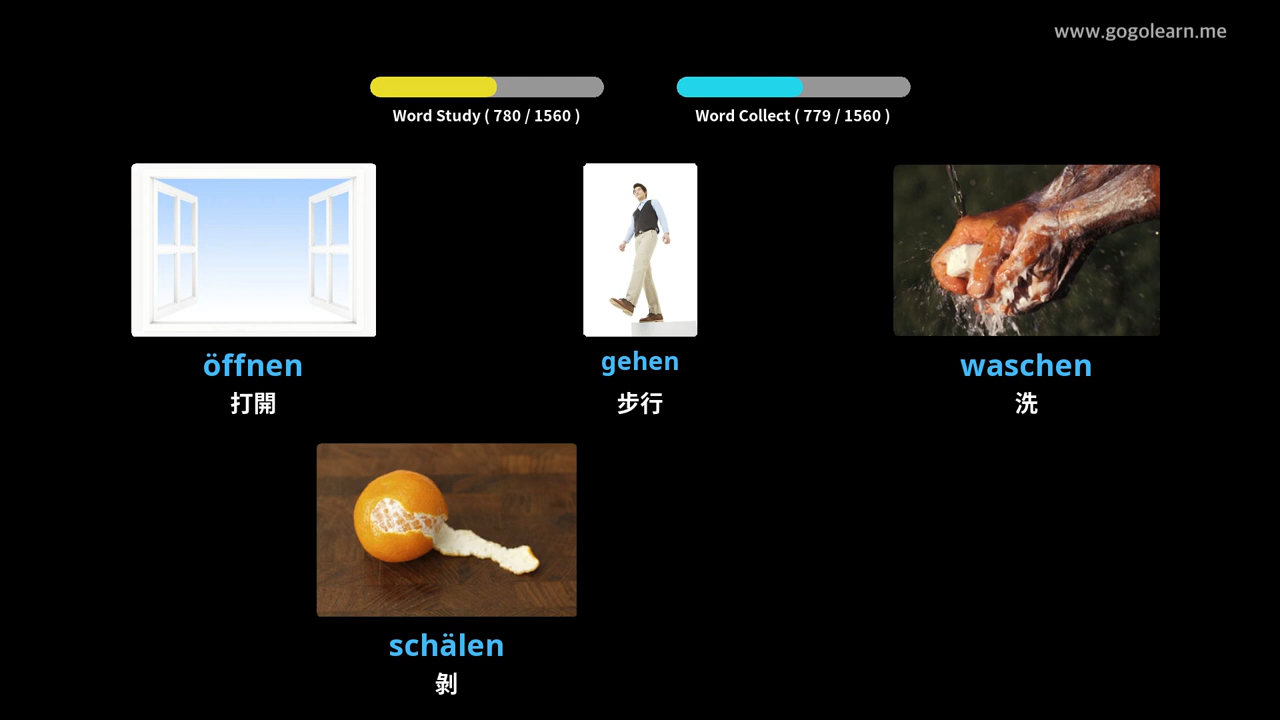 www.gogolearn.me
Word Study ( 780 / 1560 )
Word Collect ( 779 / 1560 )
öffnen
打開
gehen
步行
waschen
洗
schälen
剝